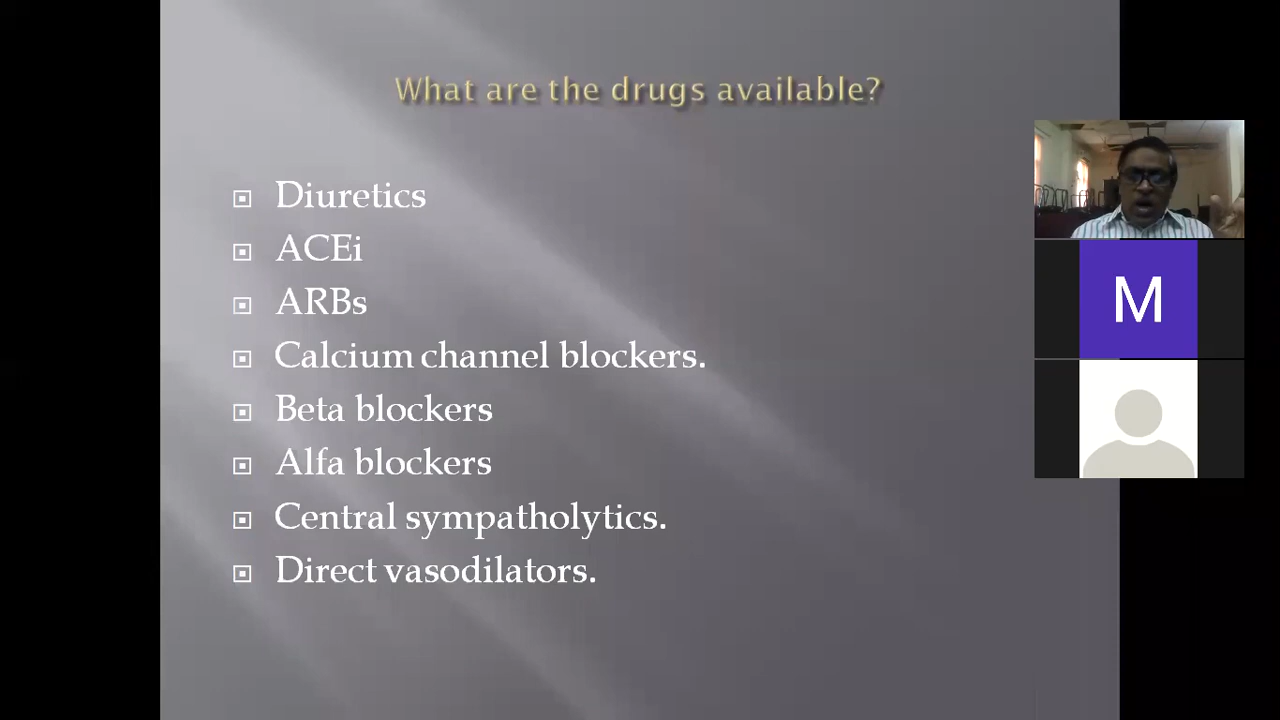 What are the drugs available?
Diuretics
ACEi
ARBs
Calcium channel blockers.
Beta blockers
Alfa blockers
Central sympatholytics.
Direct vasodilators.
M